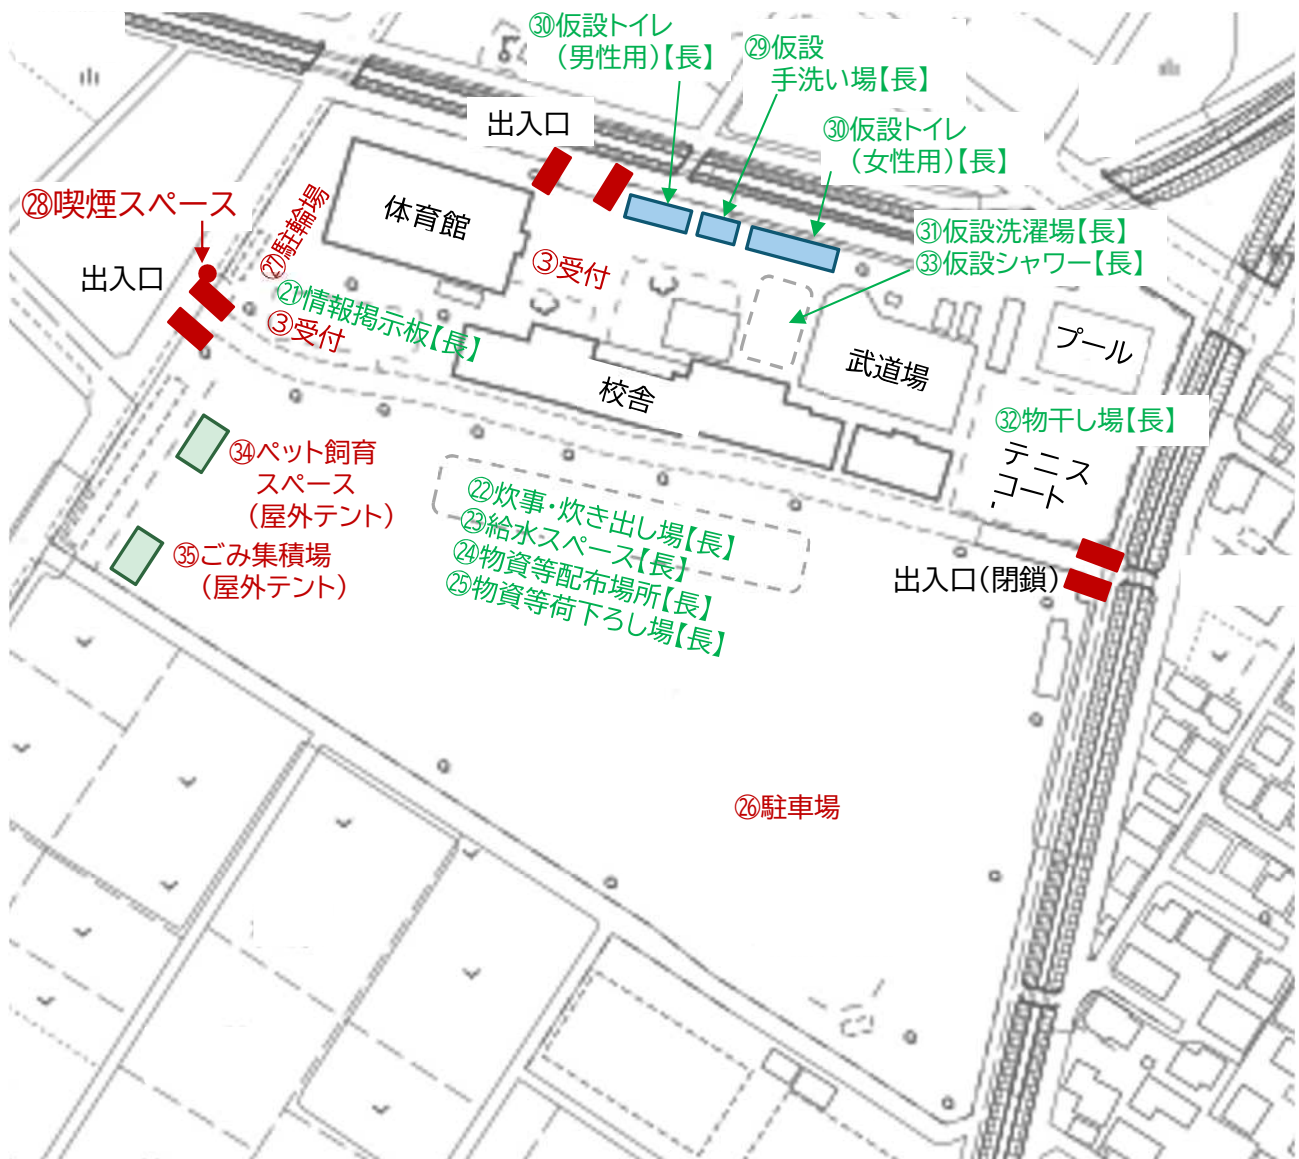 ㉚仮設トイレ
（男性用）【長】
㉙仮設
手洗い場【長】
出入口
㉚仮設トイレ
（女性用）【長】
㉘喫煙スペース
㉗駐輪場
体育館
㉛仮設洗濯場【長】
㉝仮設シャワー【長】
出入口
③受付
㉑情報掲示板【長】
③受付
プール
武道場
校舎
㉜物干し場【長】
テニス
コート
㉞ペット飼育
スペース
（屋外テント）
㉒炊事・炊き出し場【長】
㉓給水スペース【長】
㉔物資等配布場所【長】
㉕物資等荷下ろし場【長】
㉟ごみ集積場
（屋外テント）
出入口（閉鎖）
㉖駐車場